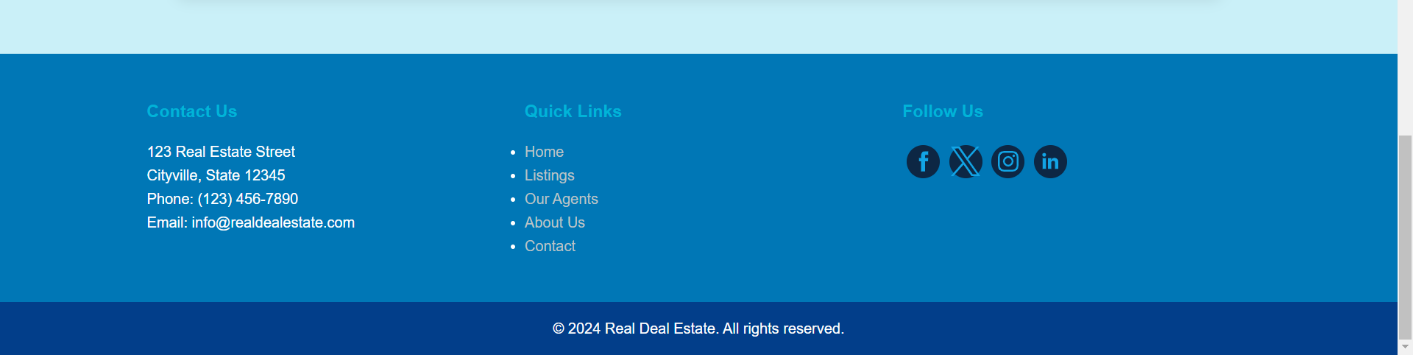 Contact Us
123 Real Estate Street
Cityville, State 12345
Phone: (123) 456-7890
Email: info@realdealestate.com
Quick Links
Home
Listings
Our Agents
About Us
Contact
Follow Us
© 2024 Real Deal Estate. All rights reserved.